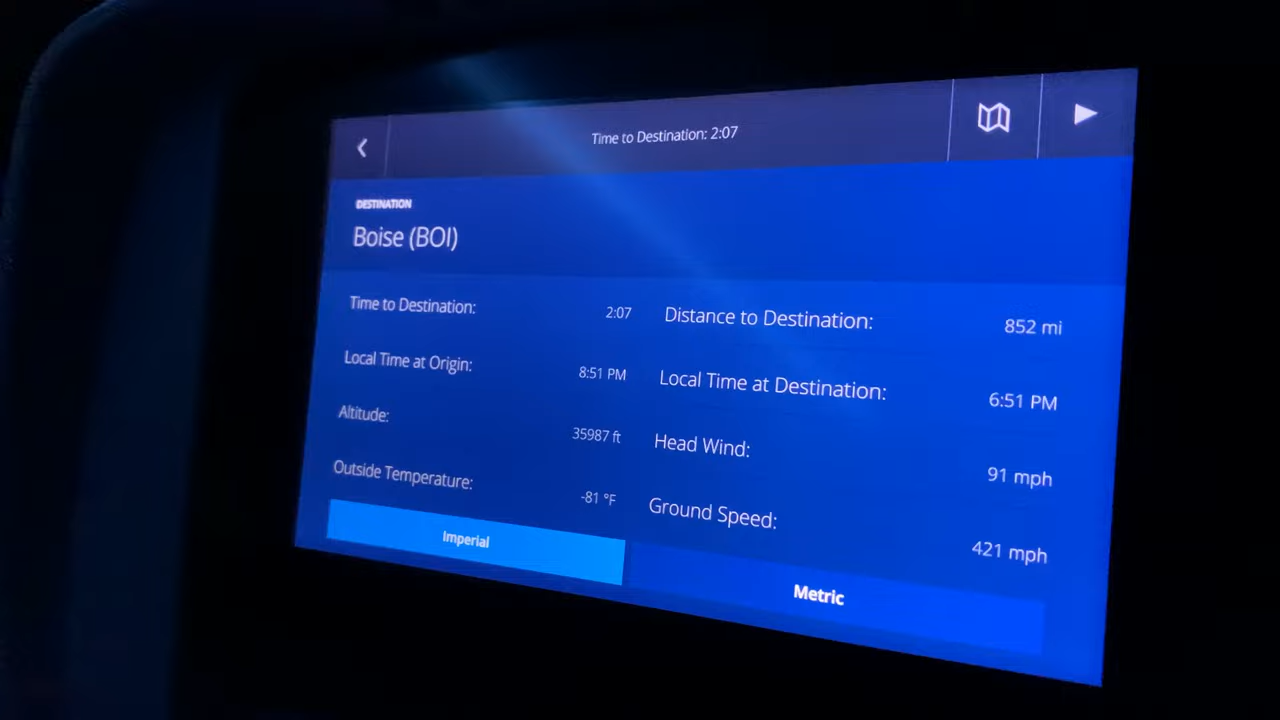 Time to Destination: 2:07
DESTINATION
Boise (BOI)
Time to Destination: 2:07 Distance to Destination: 852 mi
Local Time at Origin: 8:51 PM Local Time at Destination: 6:51 PM
Altitude: 35987 ft Head Wind: 91 mph
Outside Temperature: -81 °F Ground Speed: 421 mph
Imperial Metric